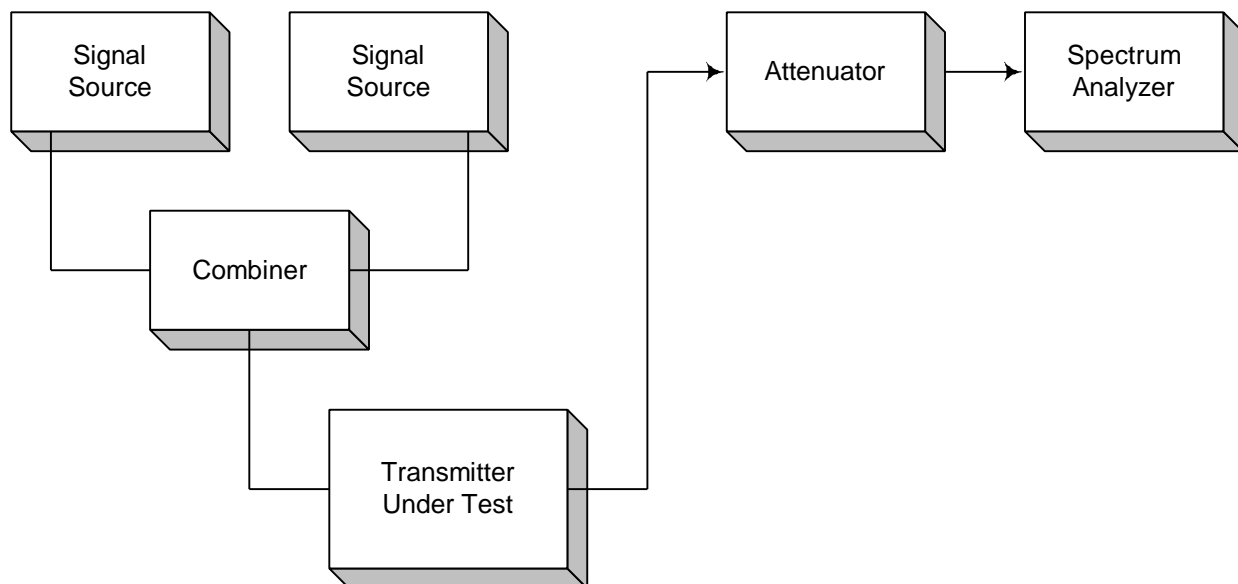 Signal
Source
Signal
Source
Attenuator
Spectrum
Analyzer
Combiner
Transmitter
Under Test